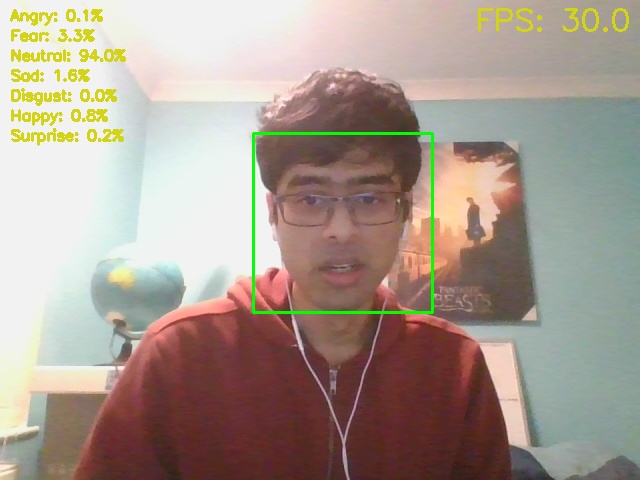 Angry: 0.1%
Fear: 3.3%
Neutral: 94.0%
Sad: 1.6%
Disgust: 0.0%
Happy: 0.8%
Surprise: 0.2%
FPS: 30.0
FANTASTIC
BEASTS